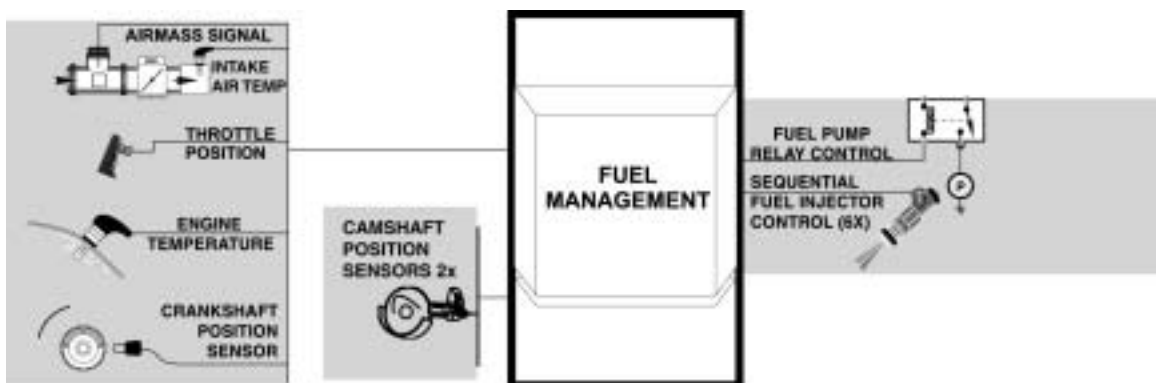 AIRMASS SIGNAL
INTAKE
AIR TEMP
THROTTLE
POSITION
ENGINE
TEMPERATURE
CRANKSHAFT
POSITION
SENSOR
CAMSHAFT
POSITION
SENSORS 2x
FUEL
MANAGEMENT
FUEL PUMP
RELAY CONTROL
SEQUENTIAL
FUEL INJECTOR
CONTROL (6X)
P